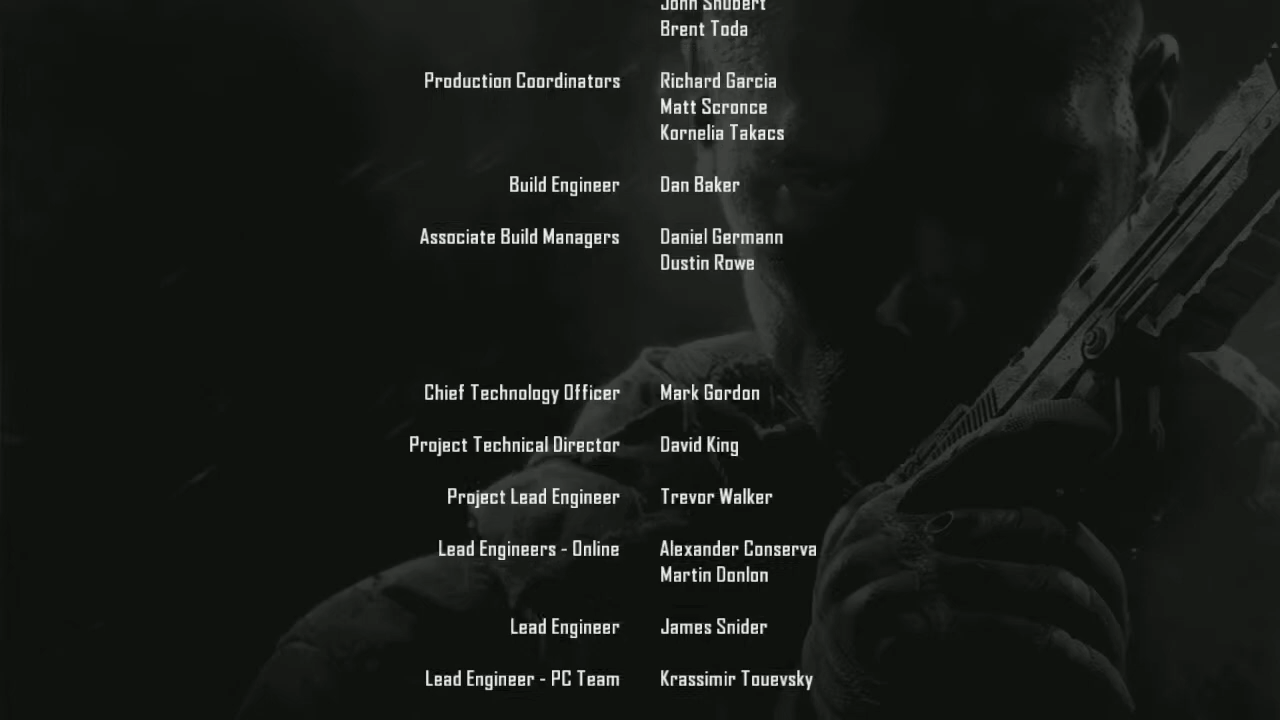 John Shubert
Brent Toda
Production Coordinators Richard Garcia
Matt Scronce
Kornelia Takacs
Build Engineer Dan Baker
Associate Build Managers Daniel Germann
Dustin Rowe
Chief Technology Officer Mark Gordon
Project Technical Director David King
Project Lead Engineer Trevor Walker
Lead Engineers - Online Alexander Conserva
Martin Donlon
Lead Engineer James Snider
Lead Engineer - PC Team Krassimir Touevsky